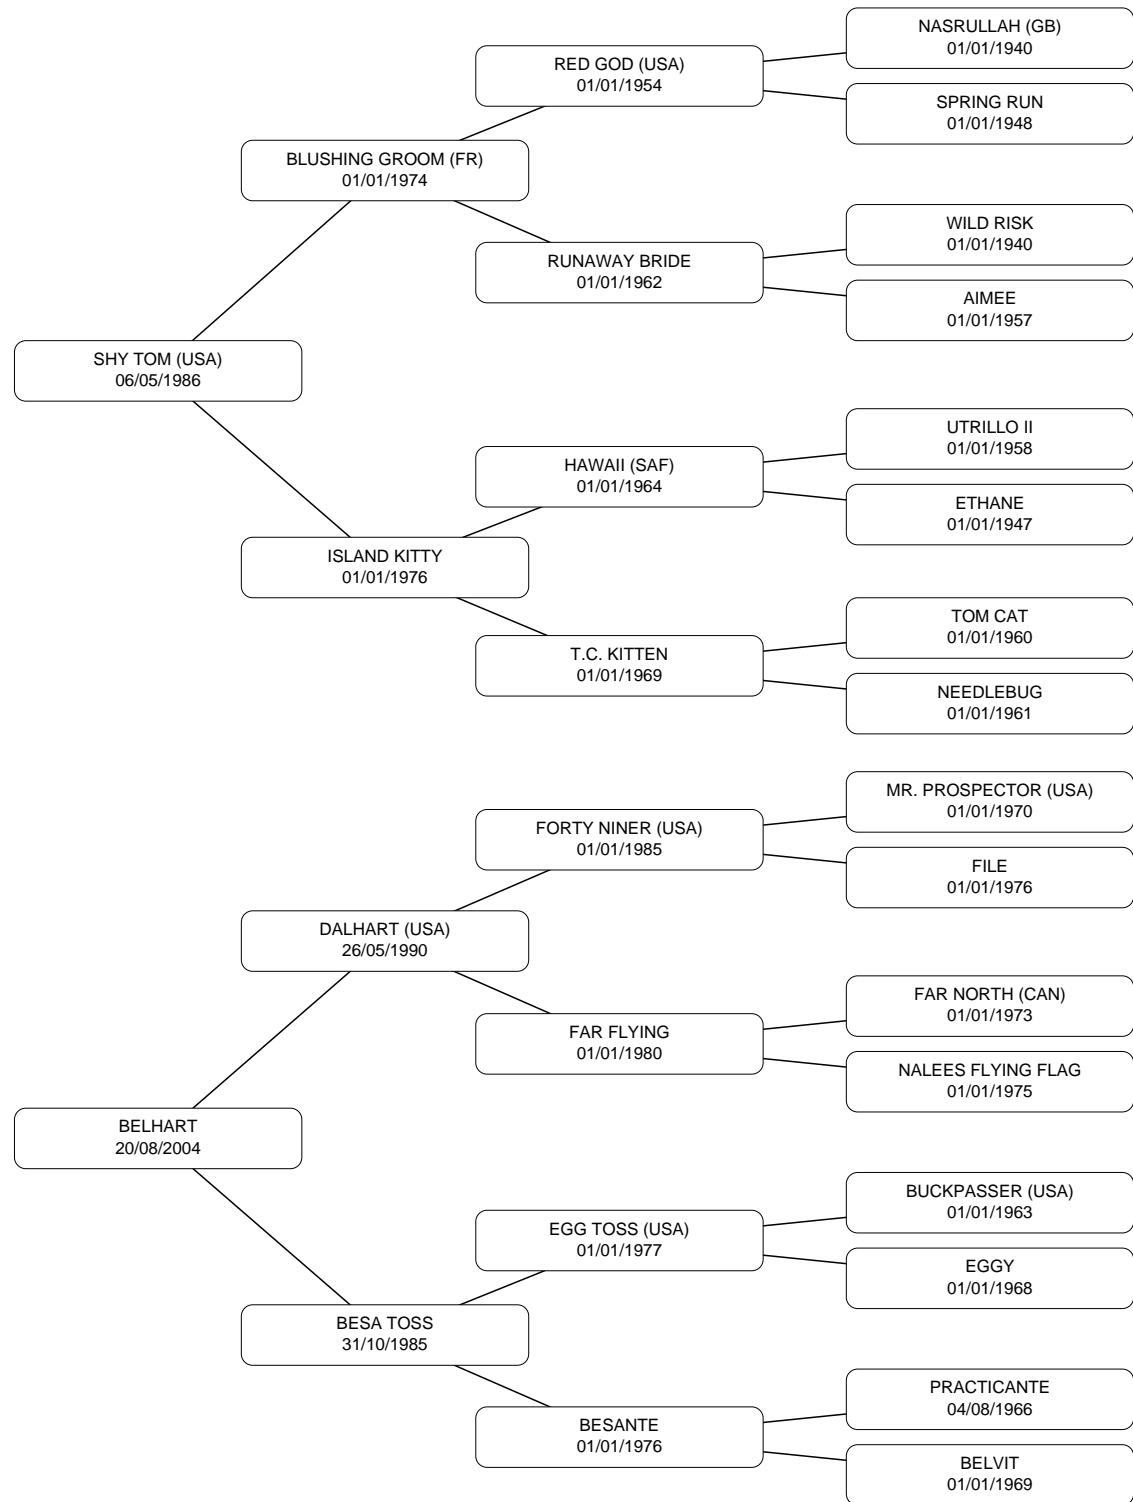 NASRULLAH (GB)
01/01/1940
RED GOD (USA)
01/01/1954
SPRING RUN
01/01/1948
BLUSHING GROOM (FR)
01/01/1974
WILD RISK
01/01/1940
RUNAWAY BRIDE
01/01/1962
AIMEE
01/01/1957
SHY TOM (USA)
06/05/1986
UTRILLO II
01/01/1958
HAWAII (SAF)
01/01/1964
ETHANE
01/01/1947
ISLAND KITTY
01/01/1976
TOM CAT
01/01/1960
T.C. KITTEN
01/01/1969
NEEDLEBUG
01/01/1961
MR. PROSPECTOR (USA)
01/01/1970
FORTY NINER (USA)
01/01/1985
FILE
01/01/1976
DALHART (USA)
26/05/1990
FAR NORTH (CAN)
01/01/1973
FAR FLYING
01/01/1980
NALEES FLYING FLAG
01/01/1975
BELHART
20/08/2004
BUCKPASSER (USA)
01/01/1963
EGG TOSS (USA)
01/01/1977
EGGY
01/01/1968
BESA TOSS
31/10/1985
PRACTICANTE
04/08/1966
BESANTE
01/01/1976
BELVIT
01/01/1969